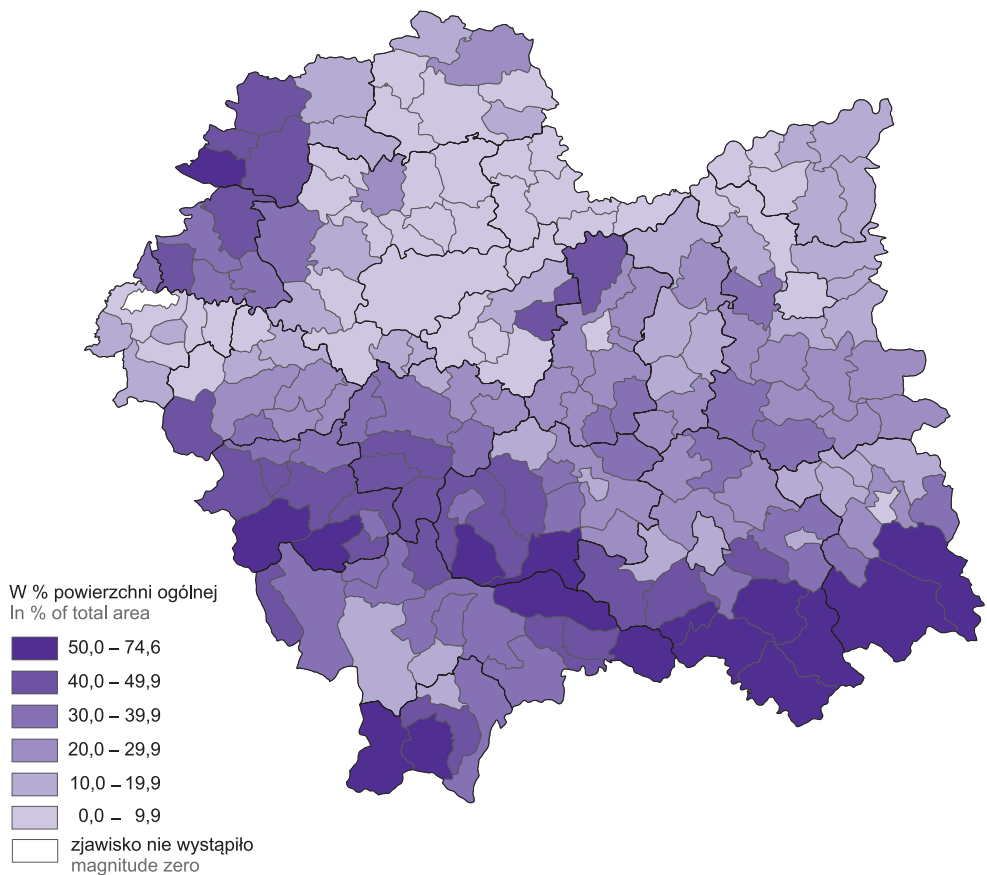 W % powierzchni ogólnej
In % of total area
50,0 – 74,6
40,0 – 49,9
30,0 – 39,9
20,0 – 29,9
10,0 – 19,9
0,0 – 9,9
zjawisko nie wystąpiło
magnitude zero